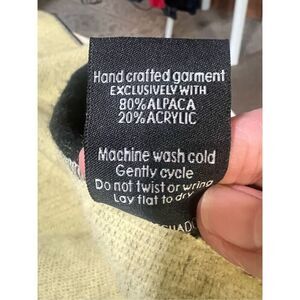 Hand crafted garment
EXCLUSIVELY WITH
80% ALPACA
20% ACRYLIC
Machine wash cold
Gently cycle
Do not twist or wring
Lay flat to dry